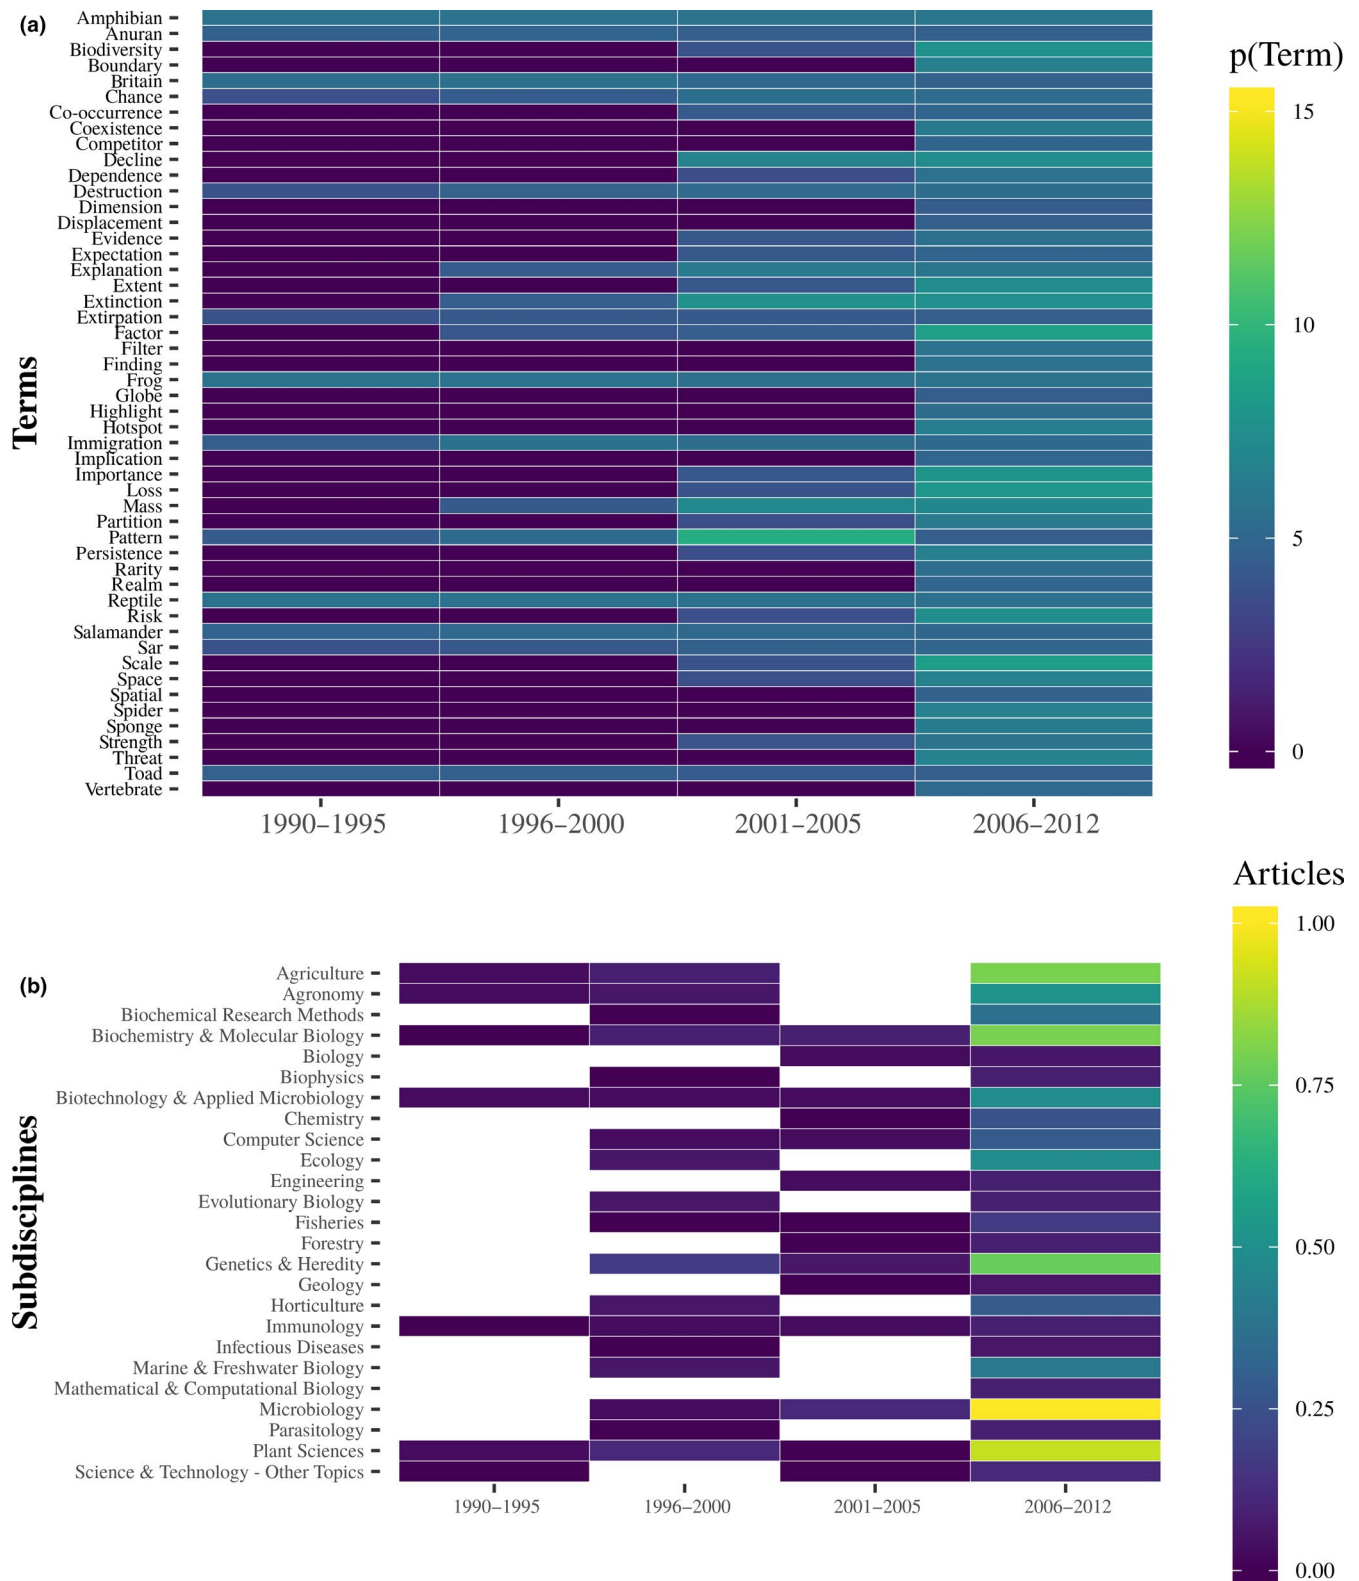 (a)
Terms
Amphibian
Anuran
Biodiversity
Boundary
Britain
Chance
Co-occurrence
Coexistence
Competitor
Decline
Dependence
Destruction
Dimension
Displacement
Evidence
Expectation
Explanation
Extent
Extinction
Extirpation
Factor
Filter
Finding
Frog
Globe
Highlight
Hotspot
Immigration
Implication
Importance
Loss
Mass
Partition
Pattern
Persistence
Rarity
Realm
Reptile
Risk
Salamander
Sar
Scale
Space
Spatial
Spider
Sponge
Strength
Threat
Toad
Vertebrate
1990–1995 1996–2000 2001–2005 2006–2012
p(Term)
15
10
5
0
(b)
Subdisciplines
Agriculture
Agronomy
Biochemical Research Methods
Biochemistry & Molecular Biology
Biology
Biophysics
Biotechnology & Applied Microbiology
Chemistry
Computer Science
Ecology
Engineering
Evolutionary Biology
Fisheries
Forestry
Genetics & Heredity
Geology
Horticulture
Immunology
Infectious Diseases
Marine & Freshwater Biology
Mathematical & Computational Biology
Microbiology
Parasitology
Plant Sciences
Science & Technology - Other Topics
1990–1995 1996–2000 2001–2005 2006–2012
Articles
1.00
0.75
0.50
0.25
0.00